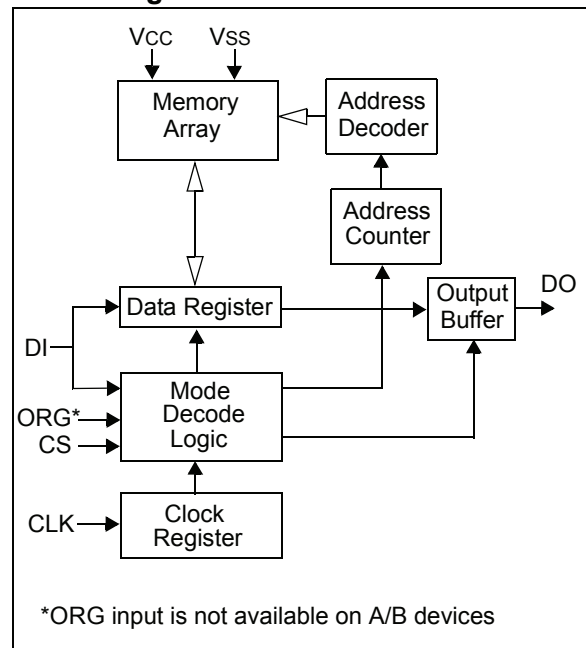 VCC
VSS
Memory
Array
Address
Decoder
Address
Counter
Data Register
Output
Buffer
DO
DI
Mode
Decode
Logic
ORG*
CS
CLK
Clock
Register
*ORG input is not available on A/B devices